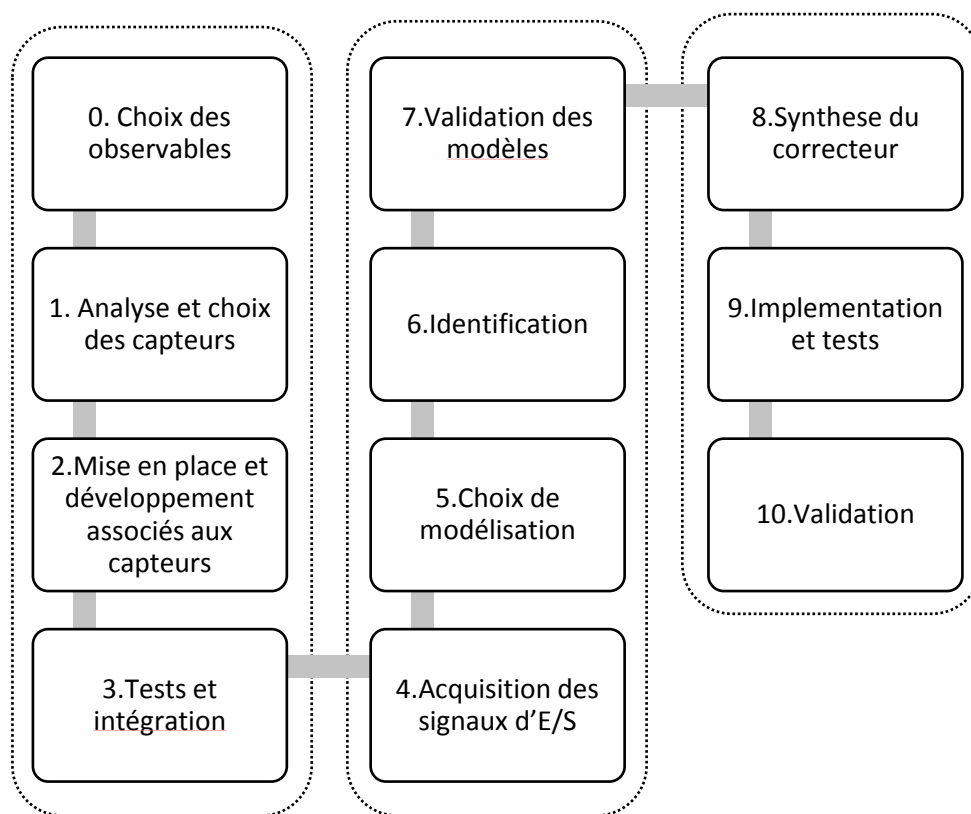 0. Choix des
observables
1. Analyse et choix
des capteurs
2.Mise en place et
développement
associés aux
capteurs
3.Tests et
intégration
4.Acquisition des
signaux d’E/S
5.Choix de
modélisation
6.Identification
7.Validation des
modèles
8.Synthese du
correcteur
9.Implementation
et tests
10.Validation